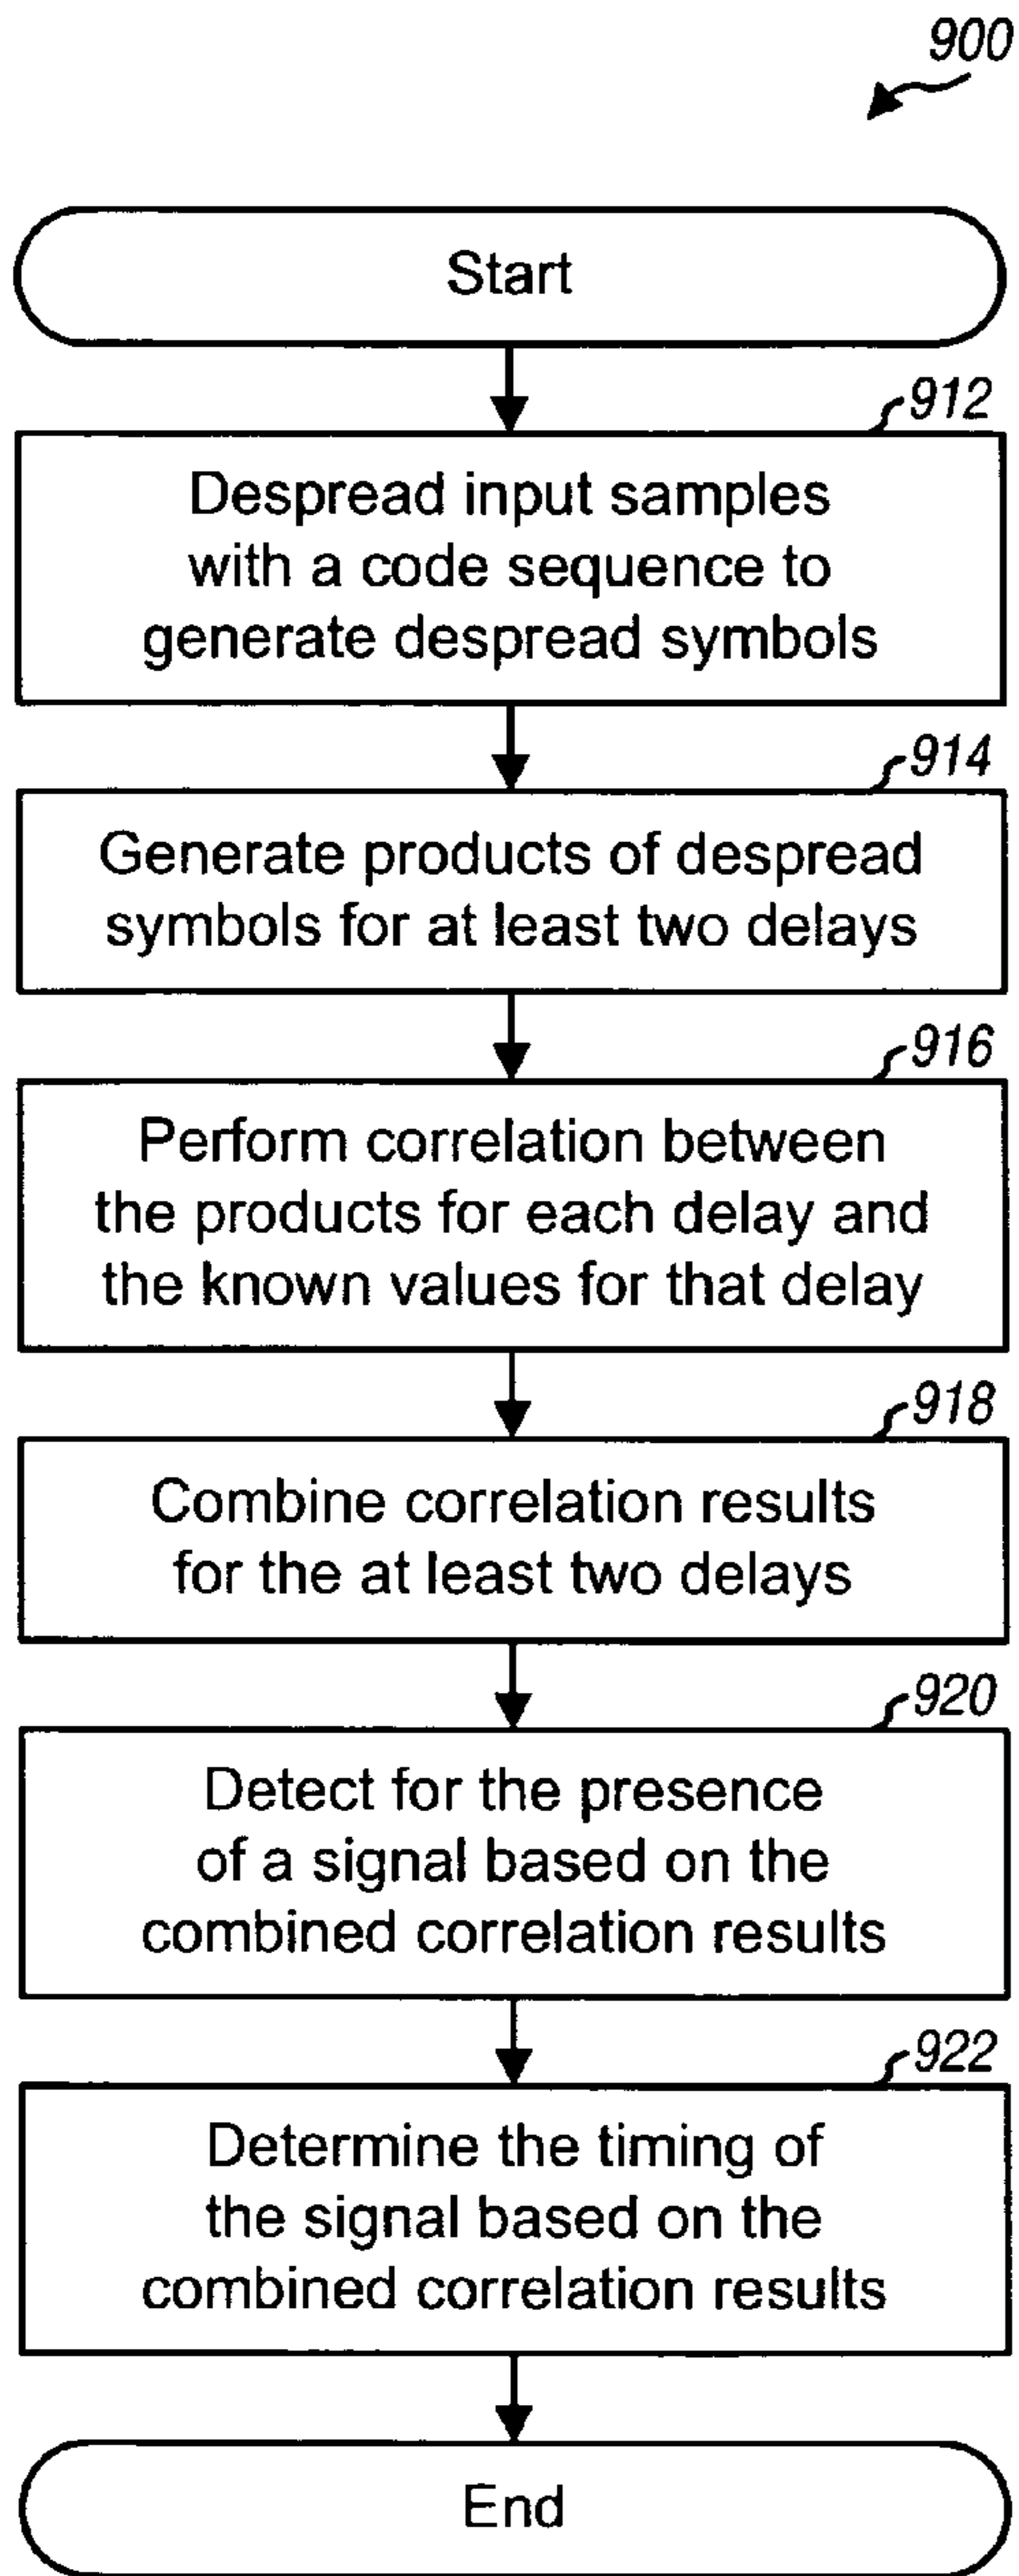 900
Start
912
Despread input samples
with a code sequence to
generate despread symbols
914
Generate products of despread
symbols for at least two delays
916
Perform correlation between
the products for each delay and
the known values for that delay
918
Combine correlation results
for the at least two delays
920
Detect for the presence
of a signal based on the
combined correlation results
922
Determine the timing of
the signal based on the
combined correlation results
End